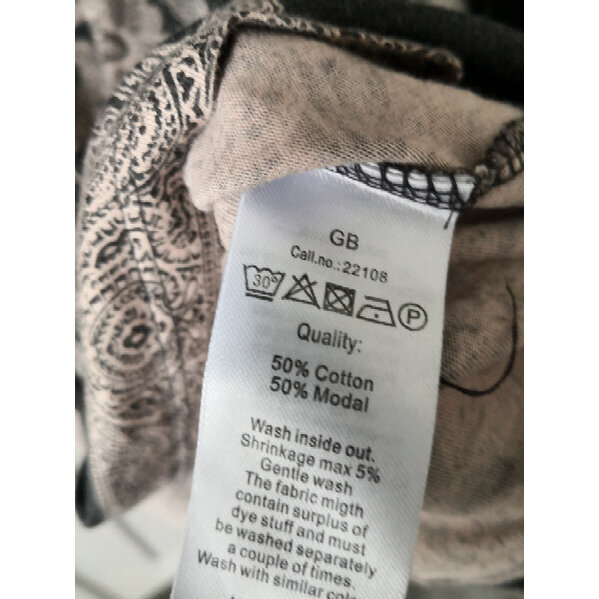 GB
Call.no.:22108
30° P
Quality:
50% Cotton
50% Modal
Wash inside out.
Shrinkage max 5%
Gentle wash
The fabric migth
contain surplus of
dye stuff and must
be washed separately
a couple of times.
Wash with similar